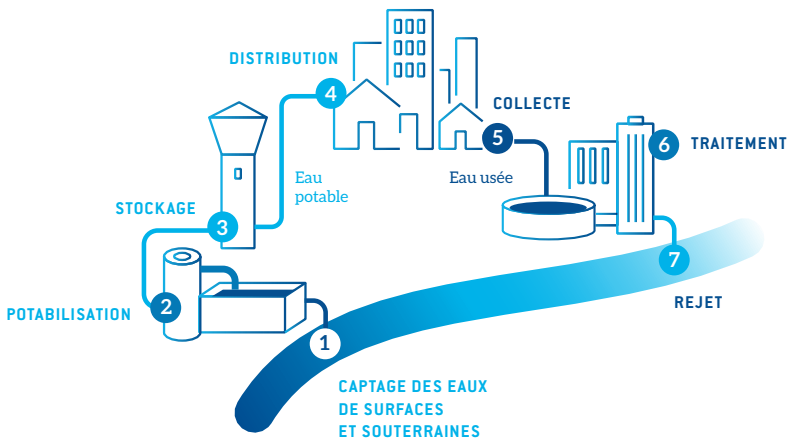 1
CAPTAGE DES EAUX
DE SURFACES
ET SOUTERRAINES
2
POTABILISATION
3
STOCKAGE
4
DISTRIBUTION
Eau
potable
5
COLLECTE
Eau usée
6
TRAITEMENT
7
REJET